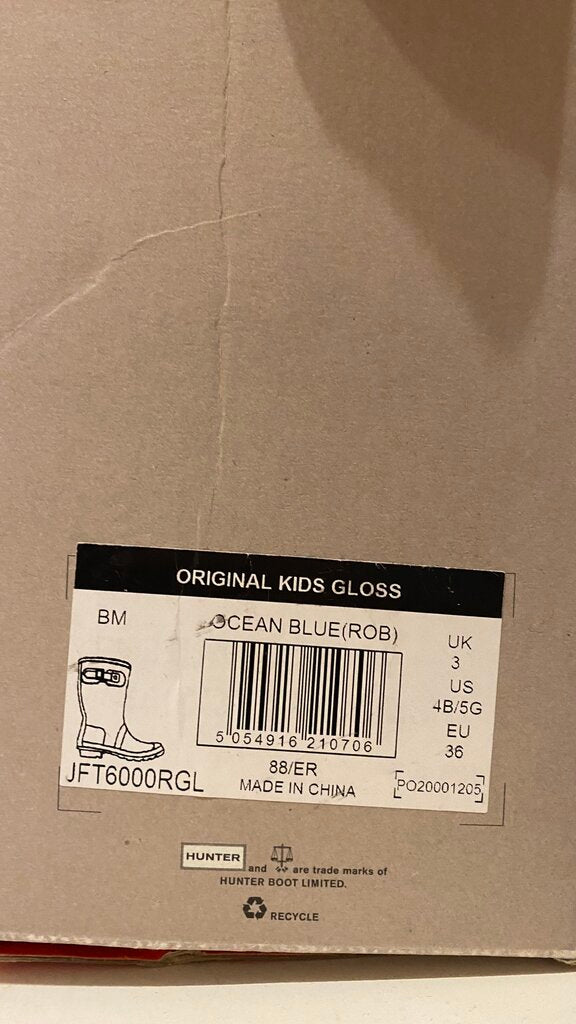 ORIGINAL KIDS GLOSS
BM
OCEAN BLUE(ROB)
UK
3
US
4B/5G
EU
36
5 054916 210706
88/ER
MADE IN CHINA
JFT6000RGL
PO20001205
HUNTER and are trade marks of
HUNTER BOOT LIMITED.
RECYCLE